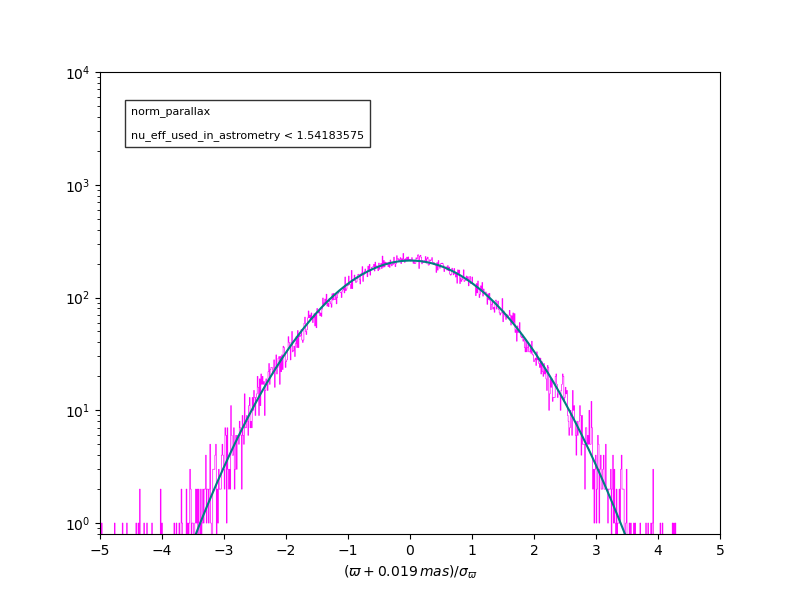 10⁴
norm_parallax
nu_eff_used_in_astrometry < 1.54183575
10³
10²
10¹
10⁰
−5 −4 −3 −2 −1 0 1 2 3 4 5
(ϖ + 0.019 mas)/σ_ϖ